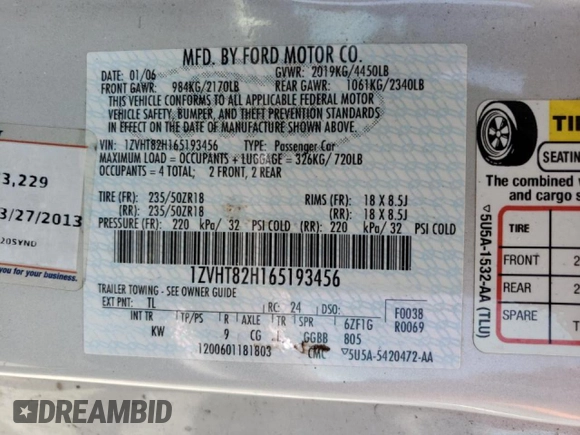 MFD. BY FORD MOTOR CO.
DATE: 01/06 GVWR: 2019KG/4450LB
FRONT GAWR: 984KG/2170LB REAR GAWR: 1061KG/2340LB
THIS VEHICLE CONFORMS TO ALL APPLICABLE FEDERAL MOTOR
VEHICLE SAFETY, BUMPER, AND THEFT PREVENTION STANDARDS
IN EFFECT ON THE DATE OF MANUFACTURE SHOWN ABOVE.
VIN: 1ZVHT82H165193456 TYPE: Passenger Car
MAXIMUM LOAD = OCCUPANTS + LUGGAGE = 326KG/720LB
OCCUPANTS = 4 TOTAL; 2 FRONT, 2 REAR
TIRE (FR): 235/50ZR18 RIMS (FR): 18 X 8.5J
(RR): 235/50ZR18 (RR): 18 X 8.5J
PRESSURE (FR): 220 kPa/ 32 PSI COLD (RR): 220 kPa/ 32 PSI COLD
1ZVHT82H165193456
TRAILER TOWING - SEE OWNER GUIDE
EXT PNT: TL RC: 24 DSO:
INT TR TP/PS R AXLE TR SPR F0038
KW 9 CG GGBB 6ZF1G R0069
805
1200601181803 CMC ▽5U5A-5420472-AA
3,229
3/27/2013
20SYND
TI
SEATIN
The combined
and cargo s
TIRE
FRONT 2
REAR 2
SPARE
▽5U5A-1532-AA (TLU)
DREAMBID